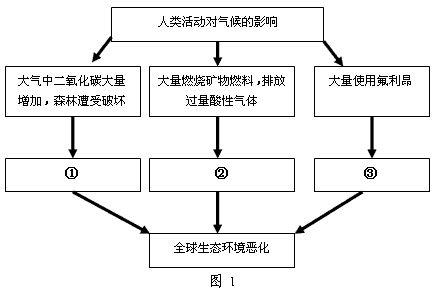 人类活动对气候的影响
大气中二氧化碳大量
增加，森林遭受破坏
大量燃烧矿物燃料，排放
过量酸性气体
大量使用氟利昂
①
②
③
全球生态环境恶化
图 1